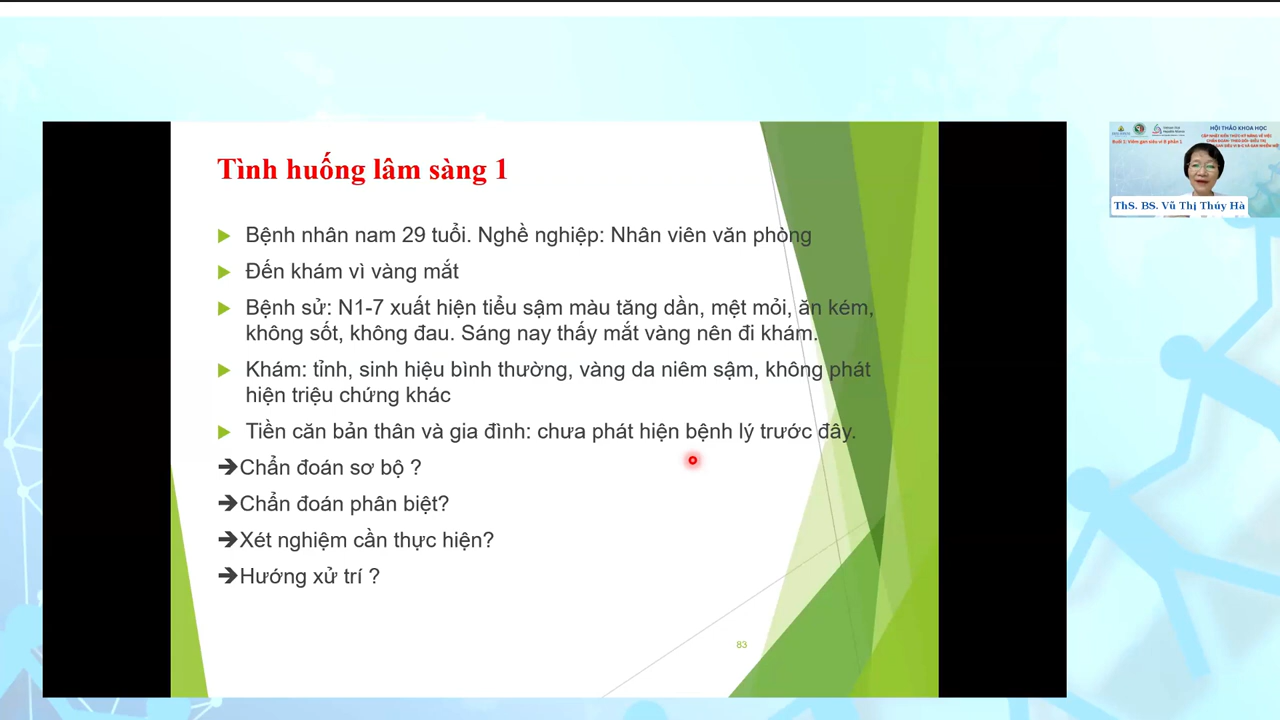 Tình huống lâm sàng 1
Bệnh nhân nam 29 tuổi. Nghề nghiệp: Nhân viên văn phòng
Đến khám vì vàng mắt
Bệnh sử: N1-7 xuất hiện tiểu sậm màu tăng dần, mệt mỏi, ăn kém,
không sốt, không đau. Sáng nay thấy mắt vàng nên đi khám.
Khám: tỉnh, sinh hiệu bình thường, vàng da niêm sậm, không phát
hiện triệu chứng khác
Tiền căn bản thân và gia đình: chưa phát hiện bệnh lý trước đây.
➔Chẩn đoán sơ bộ ?
➔Chẩn đoán phân biệt?
➔Xét nghiệm cần thực hiện?
➔Hướng xử trí ?
83
HỘI THẢO KHOA HỌC
ThS. BS. Vũ Thị Thúy Hà